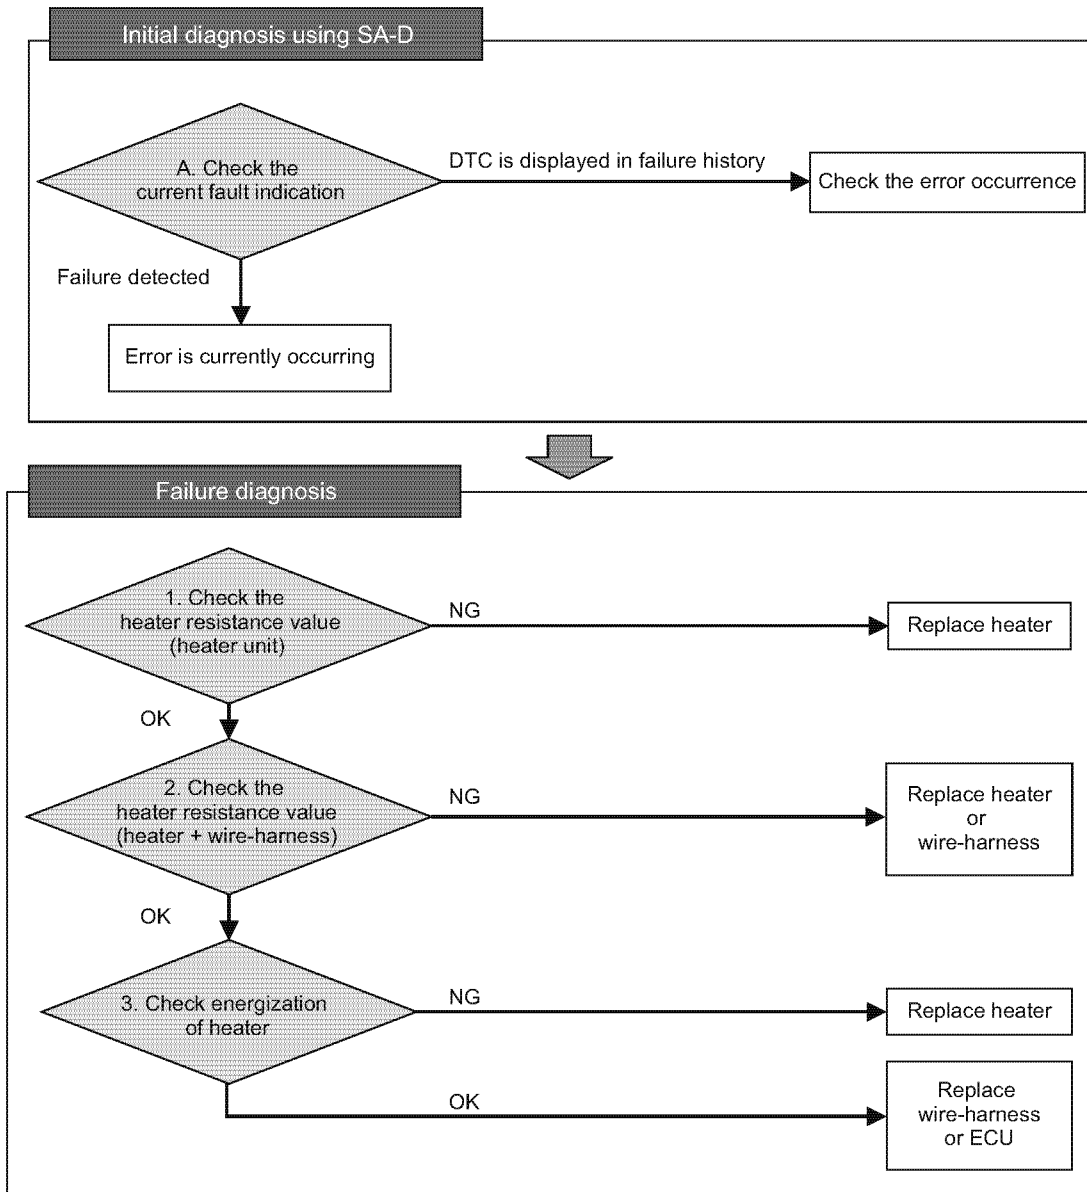 Initial diagnosis using SA-D
A. Check the
current fault indication
DTC is displayed in failure history
Check the error occurrence
Failure detected
Error is currently occurring
Failure diagnosis
1. Check the
heater resistance value
(heater unit)
NG
Replace heater
OK
2. Check the
heater resistance value
(heater + wire-harness)
NG
Replace heater
or
wire-harness
OK
3. Check energization
of heater
NG
Replace heater
OK
Replace
wire-harness
or ECU